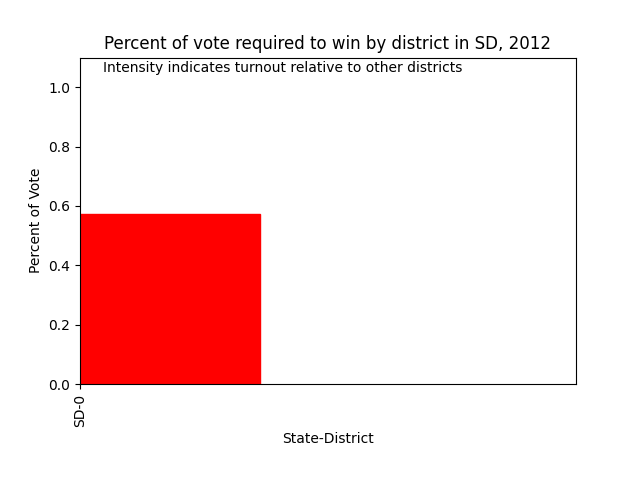 Percent of vote required to win by district in SD, 2012
Intensity indicates turnout relative to other districts
1.0
0.8
0.6
0.4
0.2
0.0
Percent of Vote
SD-0
State-District